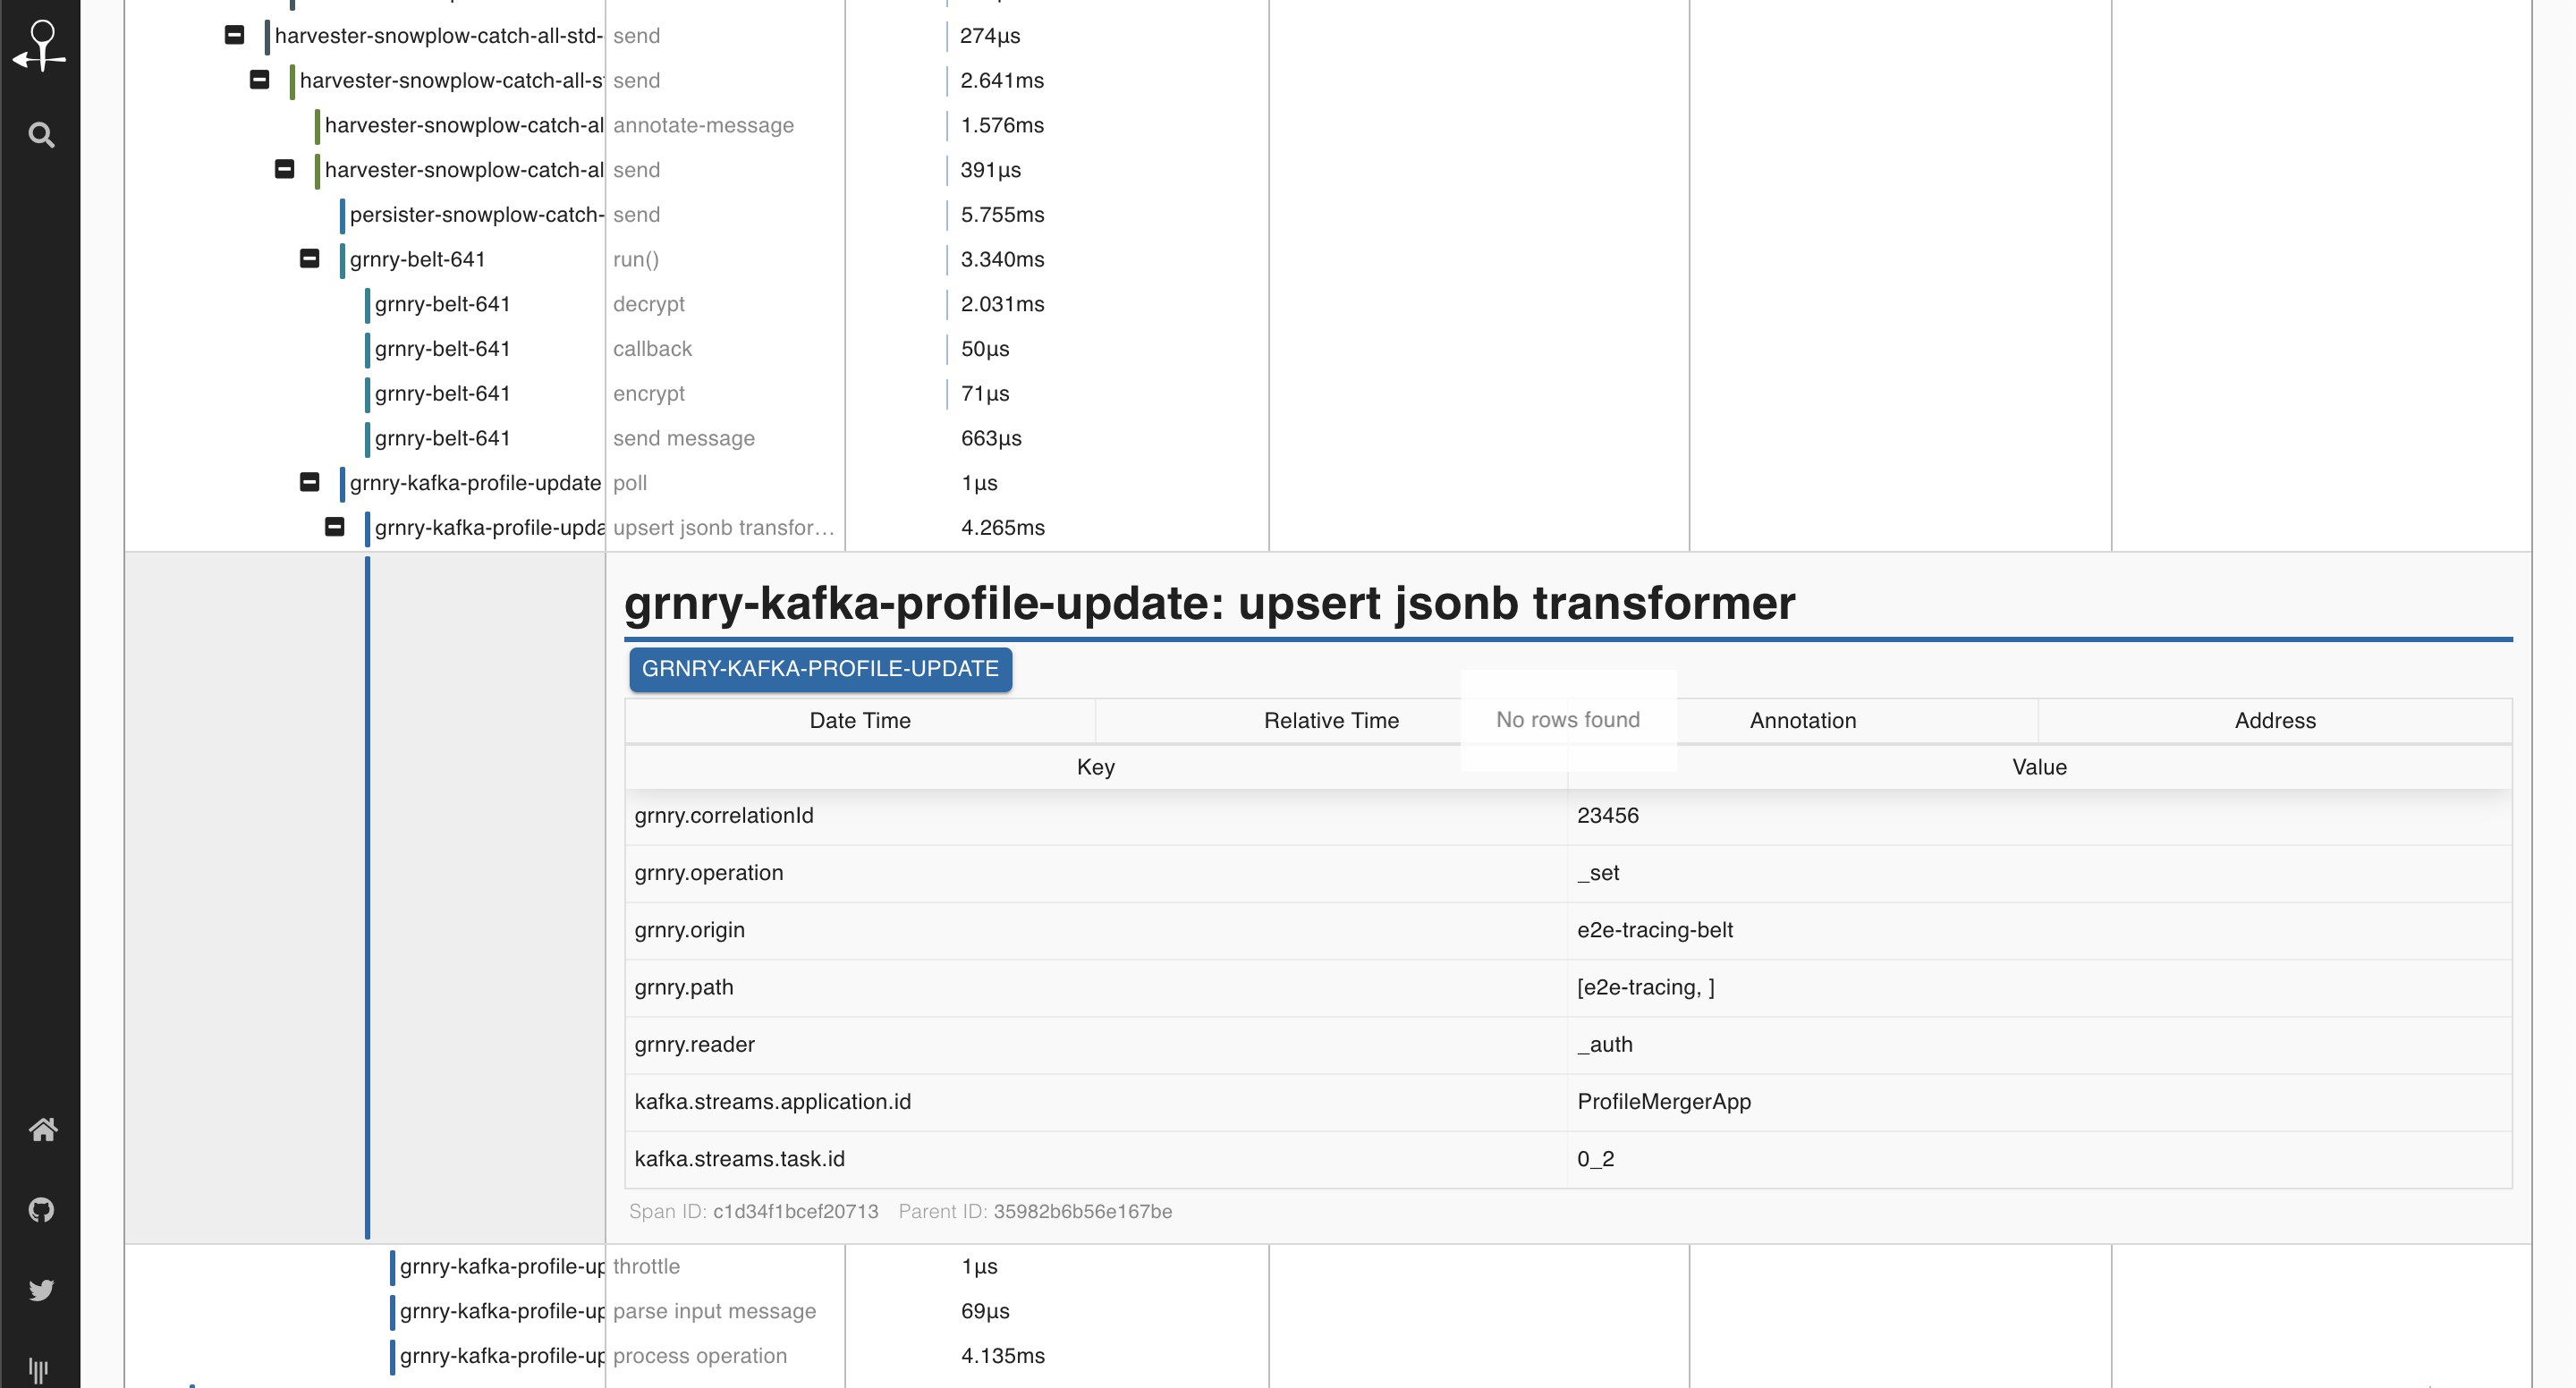 harvester-snowplow-catch-all-std- send 274µs
harvester-snowplow-catch-all-s send 2.641ms
harvester-snowplow-catch-al annotate-message 1.576ms
harvester-snowplow-catch-al send 391µs
persister-snowplow-catch- send 5.755ms
grnry-belt-641 run() 3.340ms
grnry-belt-641 decrypt 2.031ms
grnry-belt-641 callback 50µs
grnry-belt-641 encrypt 71µs
grnry-belt-641 send message 663µs
grnry-kafka-profile-update poll 1µs
grnry-kafka-profile-upda upsert jsonb transfor... 4.265ms
grnry-kafka-profile-update: upsert jsonb transformer
GRNRY-KAFKA-PROFILE-UPDATE
Date Time Relative Time No rows found Annotation Address
Key Value
grnry.correlationId 23456
grnry.operation _set
grnry.origin e2e-tracing-belt
grnry.path [e2e-tracing, ]
grnry.reader _auth
kafka.streams.application.id ProfileMergerApp
kafka.streams.task.id 0_2
Span ID: c1d34f1bcef20713 Parent ID: 35982b6b56e167be
grnry-kafka-profile-up throttle 1µs
grnry-kafka-profile-up parse input message 69µs
grnry-kafka-profile-up process operation 4.135ms